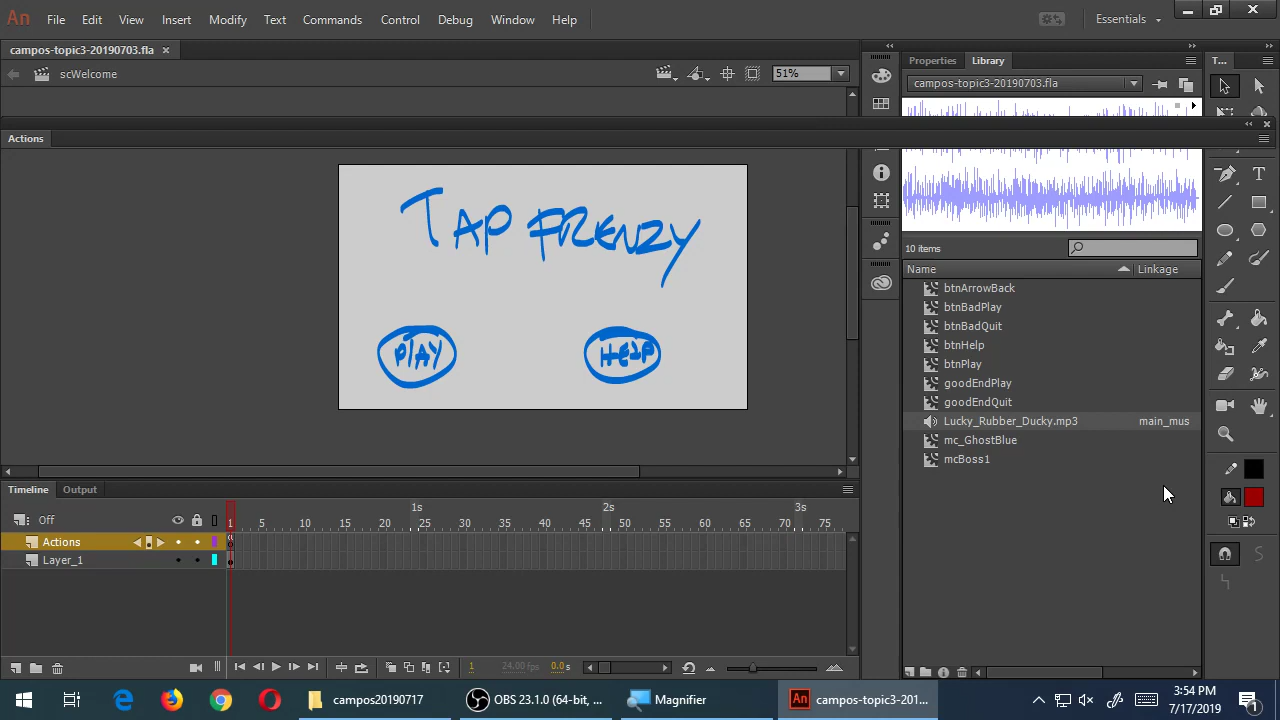 An File Edit View Insert Modify Text Commands Control Debug Window Help Essentials
campos-topic3-20190703.fla
scWelcome 51%
Properties Library T...
campos-topic3-20190703.fla
Actions
TAP FRENZY
PLAY HELP
10 items
Name Linkage
btnArrowBack
btnBadPlay
btnBadQuit
btnHelp
btnPlay
goodEndPlay
goodEndQuit
Lucky_Rubber_Ducky.mp3 main_mus
mc_GhostBlue
mcBoss1
Timeline Output
1s 2s 3s
Off 1 5 10 15 20 25 30 35 40 45 50 55 60 65 70 75
Actions
Layer_1
1 24.00 fps 0.0 s
campos20190717 OBS 23.1.0 (64-bit, ... Magnifier An campos-topic3-201...
3:54 PM
7/17/2019
1